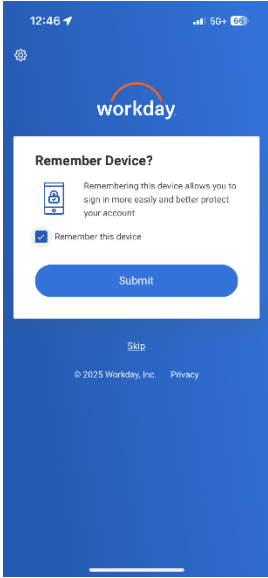 12:46
5G+ 66
workday.
Remember Device?
Remembering this device allows you to
sign in more easily and better protect
your account
Remember this device
Submit
Skip
© 2025 Workday, Inc. Privacy